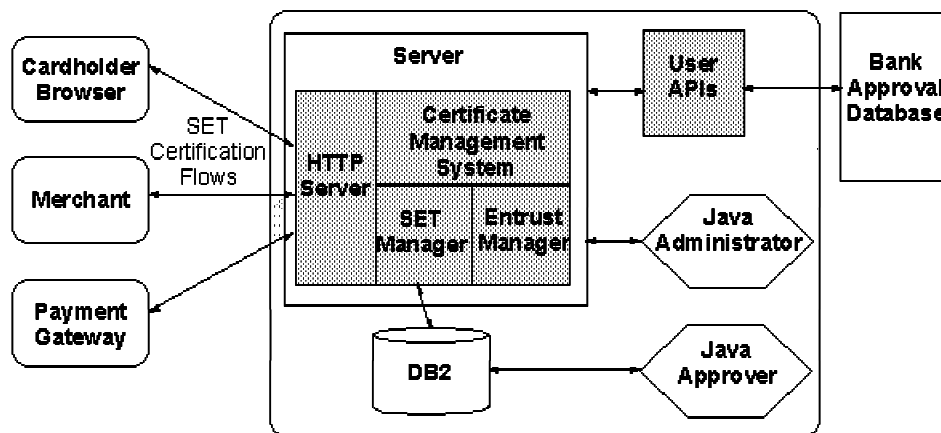 Cardholder
Browser
SET
Certification
Flows
Merchant
Payment
Gateway
Server
HTTP
Server
Certificate
Management
System
SET
Manager
Entrust
Manager
DB2
User
APIs
Bank
Approval
Database
Java
Administrator
Java
Approver